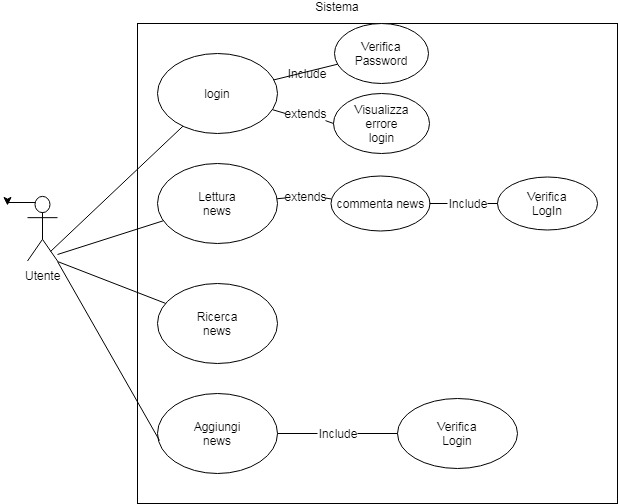 Sistema
Verifica
Password
Include
login
extends
Visualizza
errore
login
Lettura
news
extends
commenta news
Include
Verifica
LogIn
Utente
Ricerca
news
Aggiungi
news
Include
Verifica
Login